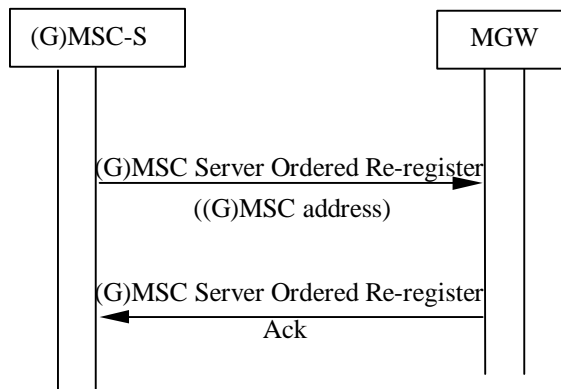 (G)MSC-S
MGW
(G)MSC Server Ordered Re-register
((G)MSC address)
(G)MSC Server Ordered Re-register
Ack